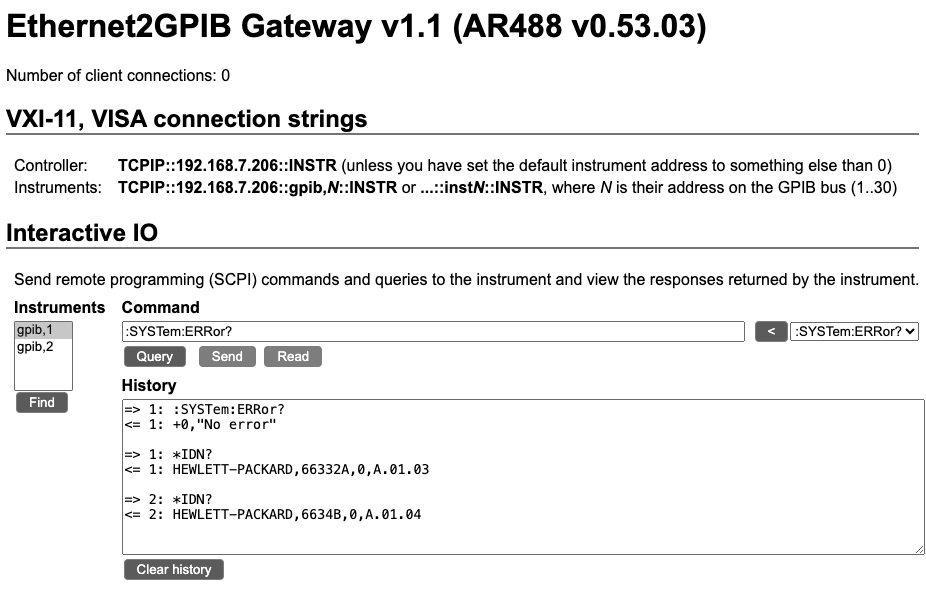 Ethernet2GPIB Gateway v1.1 (AR488 v0.53.03)
Number of client connections: 0
VXI-11, VISA connection strings
Controller: TCPIP::192.168.7.206::INSTR (unless you have set the default instrument address to something else than 0)
Instruments: TCPIP::192.168.7.206::gpib,N::INSTR or ...::instN::INSTR, where N is their address on the GPIB bus (1..30)
Interactive IO
Send remote programming (SCPI) commands and queries to the instrument and view the responses returned by the instrument.
Instruments Command
gpib,1 :SYSTem:ERRor? < :SYSTem:ERRor?
gpib,2
Query Send Read
History
Find
=> 1: :SYSTem:ERRor?
<= 1: +0,"No error"
=> 1: *IDN?
<= 1: HEWLETT-PACKARD,66332A,0,A.01.03
=> 2: *IDN?
<= 2: HEWLETT-PACKARD,6634B,0,A.01.04
Clear history